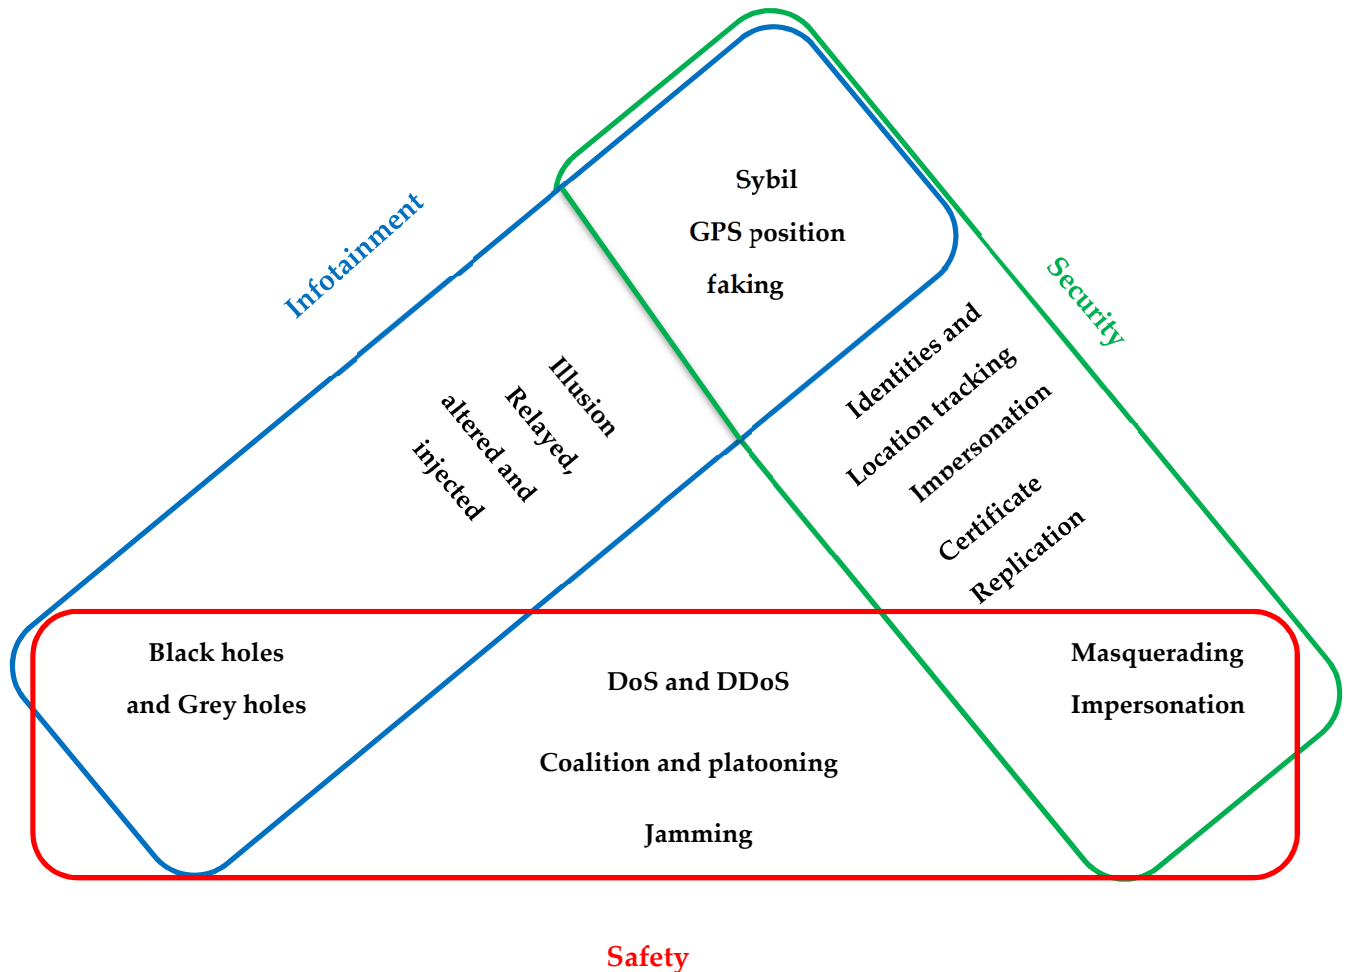 Sybil
GPS position
faking
Infotainment
Security
Illusion
Relayed,
altered and
injected
Identities and
Location tracking
Impersonation
Certificate
Replication
Black holes
and Grey holes
DoS and DDoS
Coalition and platooning
Jamming
Masquerading
Impersonation
Safety